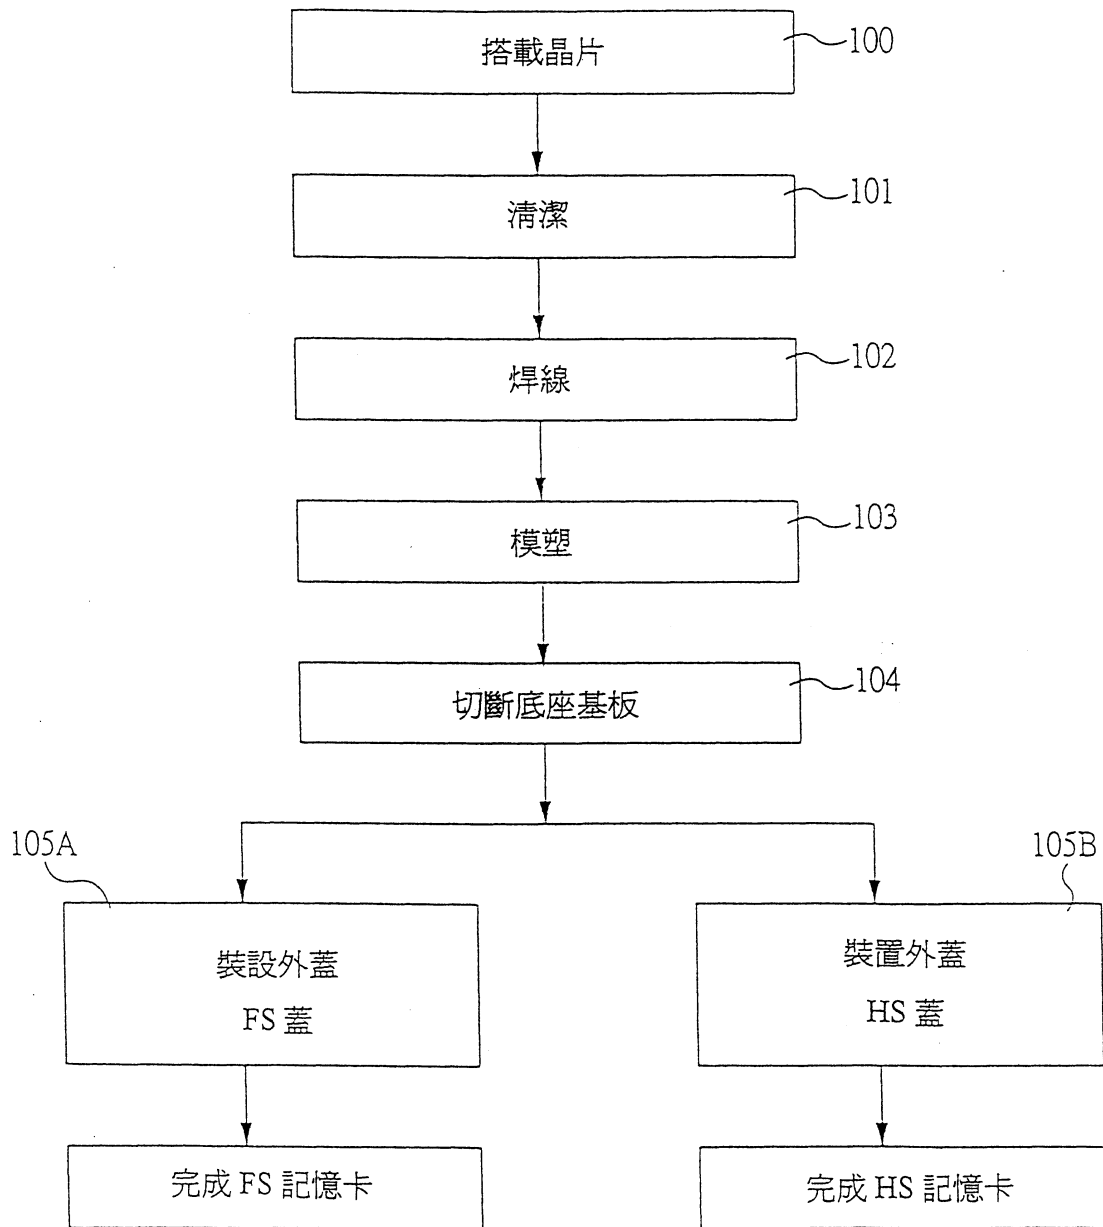 搭載晶片
100
清潔
101
焊線
102
模塑
103
切斷底座基板
104
105A
105B
裝設外蓋
FS 蓋
裝置外蓋
HS 蓋
完成 FS 記憶卡
完成 HS 記憶卡